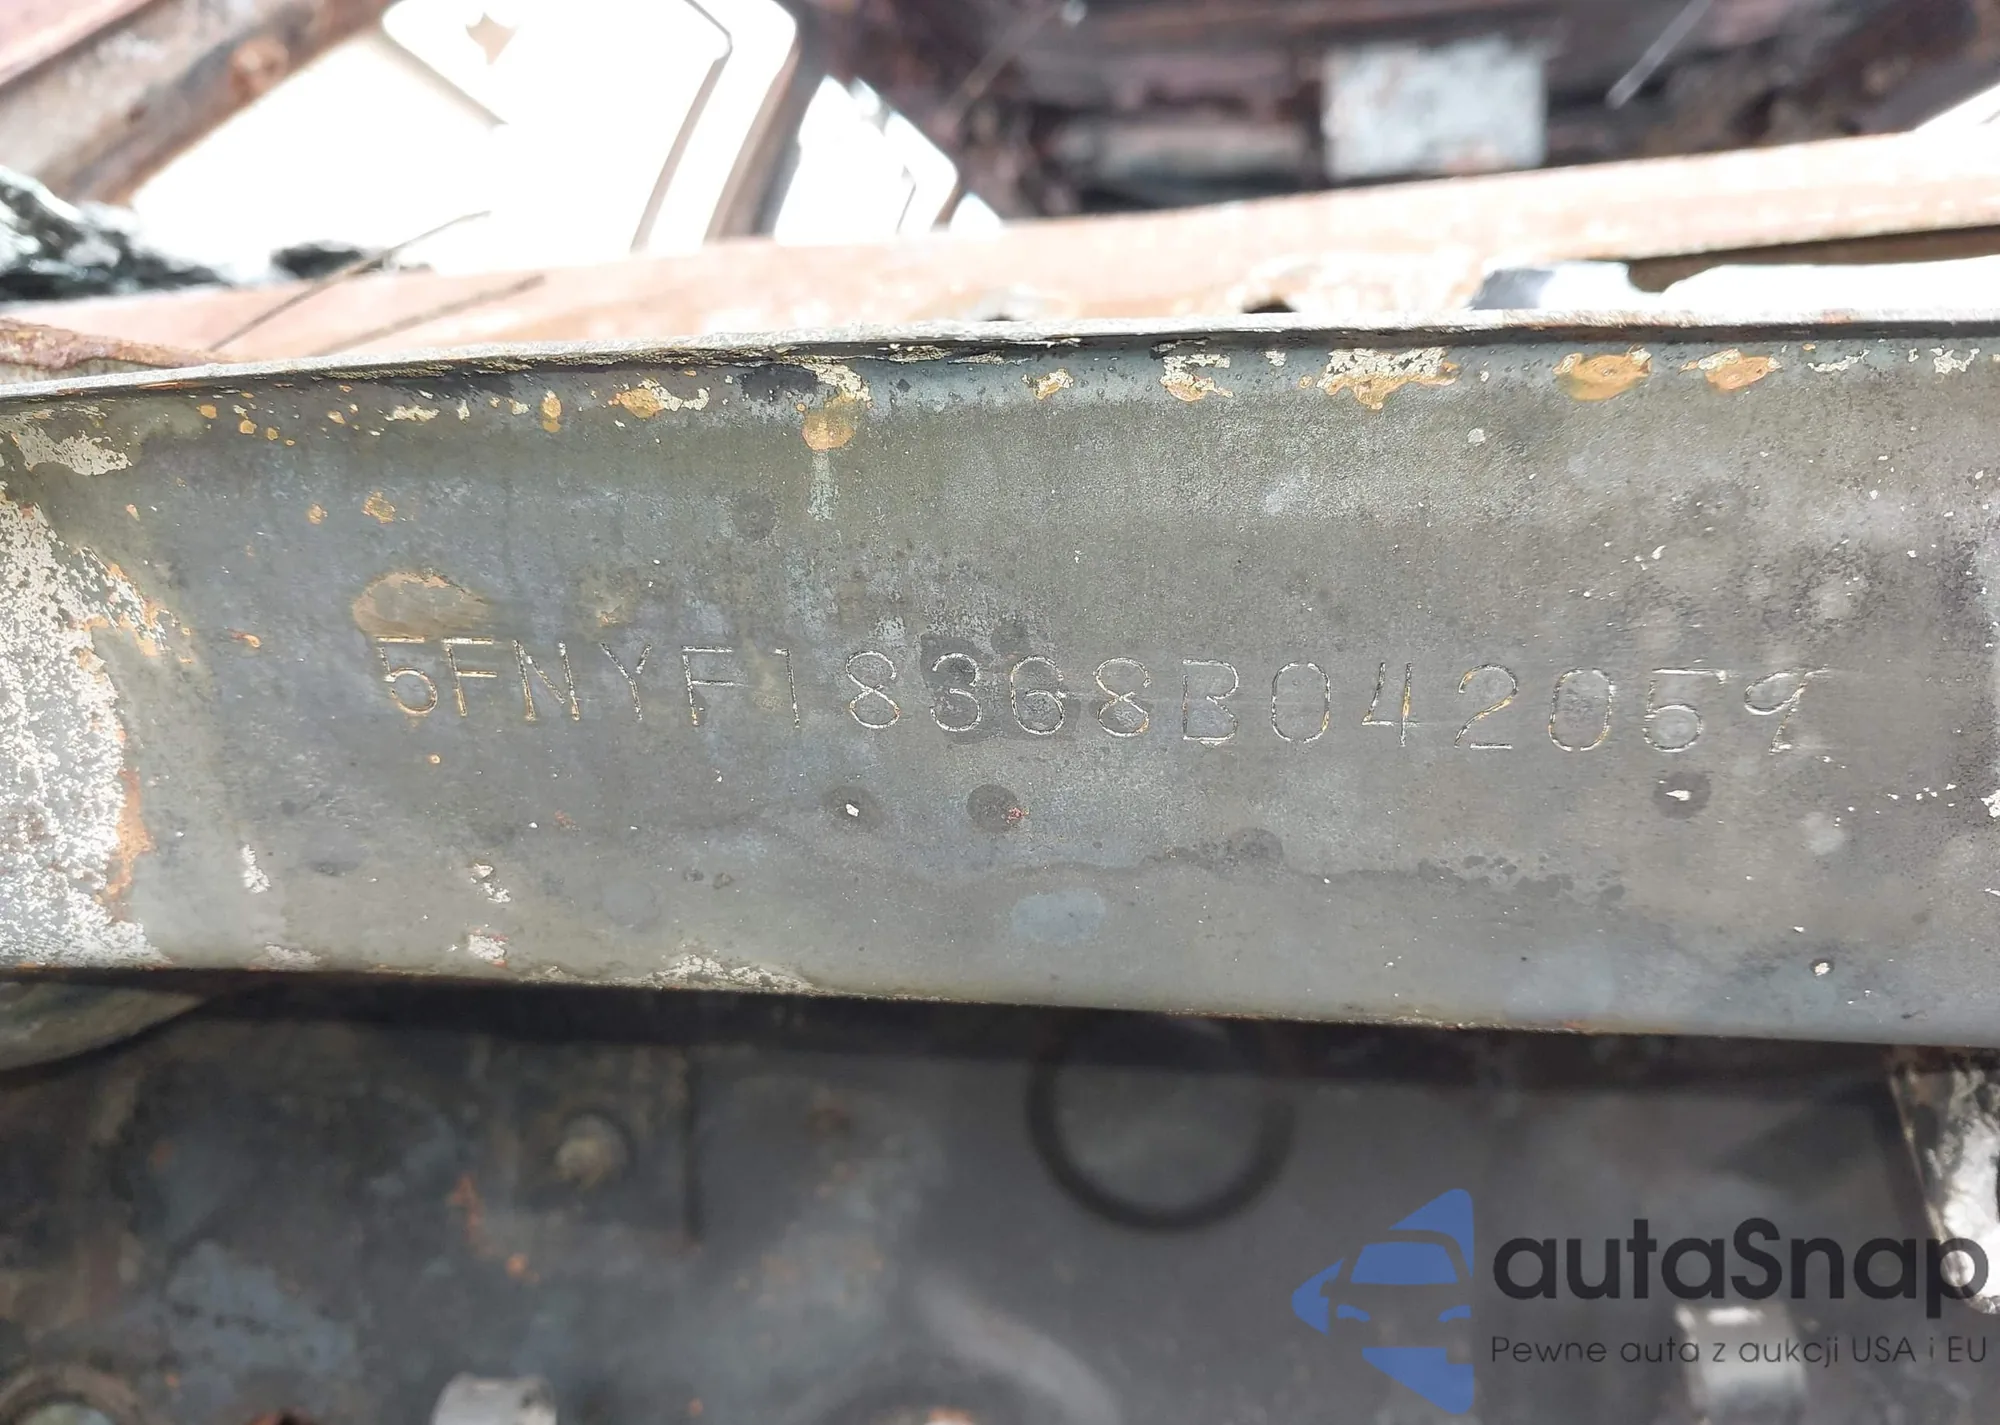 5FNYF18368B042059
autaSnap
Pewne auta z aukcji USA i EU